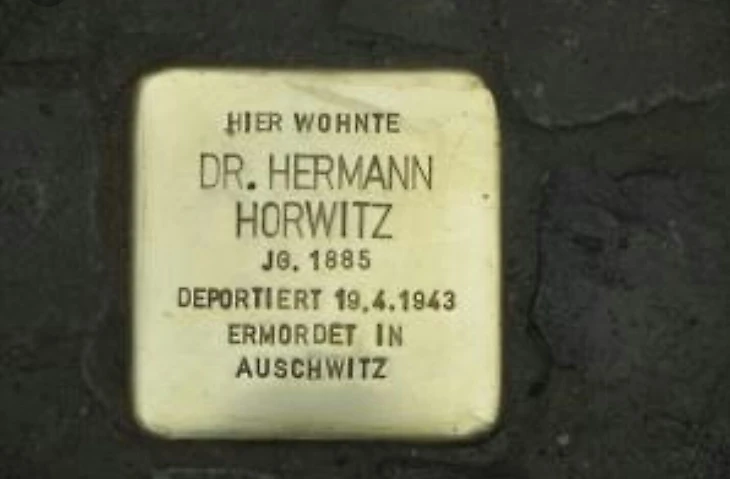 HIER WOHNTE
DR. HERMANN
HORWITZ
JG. 1885
DEPORTIERT 19.4.1943
ERMORDET IN
AUSCHWITZ